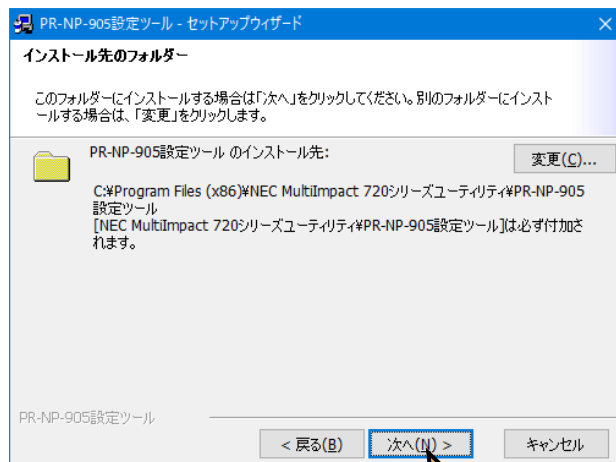 PR-NP-905設定ツール - セットアップウィザード
インストール先のフォルダー
このフォルダーにインストールする場合は「次へ」をクリックしてください。別のフォルダーにインスト
ールする場合は、「変更」をクリックします。
PR-NP-905設定ツール のインストール先:
変更(C)...
C:¥Program Files (x86)¥NEC MultiImpact 720シリーズユーティリティ¥PR-NP-905
設定ツール
[NEC MultiImpact 720シリーズユーティリティ¥PR-NP-905設定ツール]は必ず付加さ
れます。
PR-NP-905設定ツール
< 戻る(B)
次へ(N) >
キャンセル